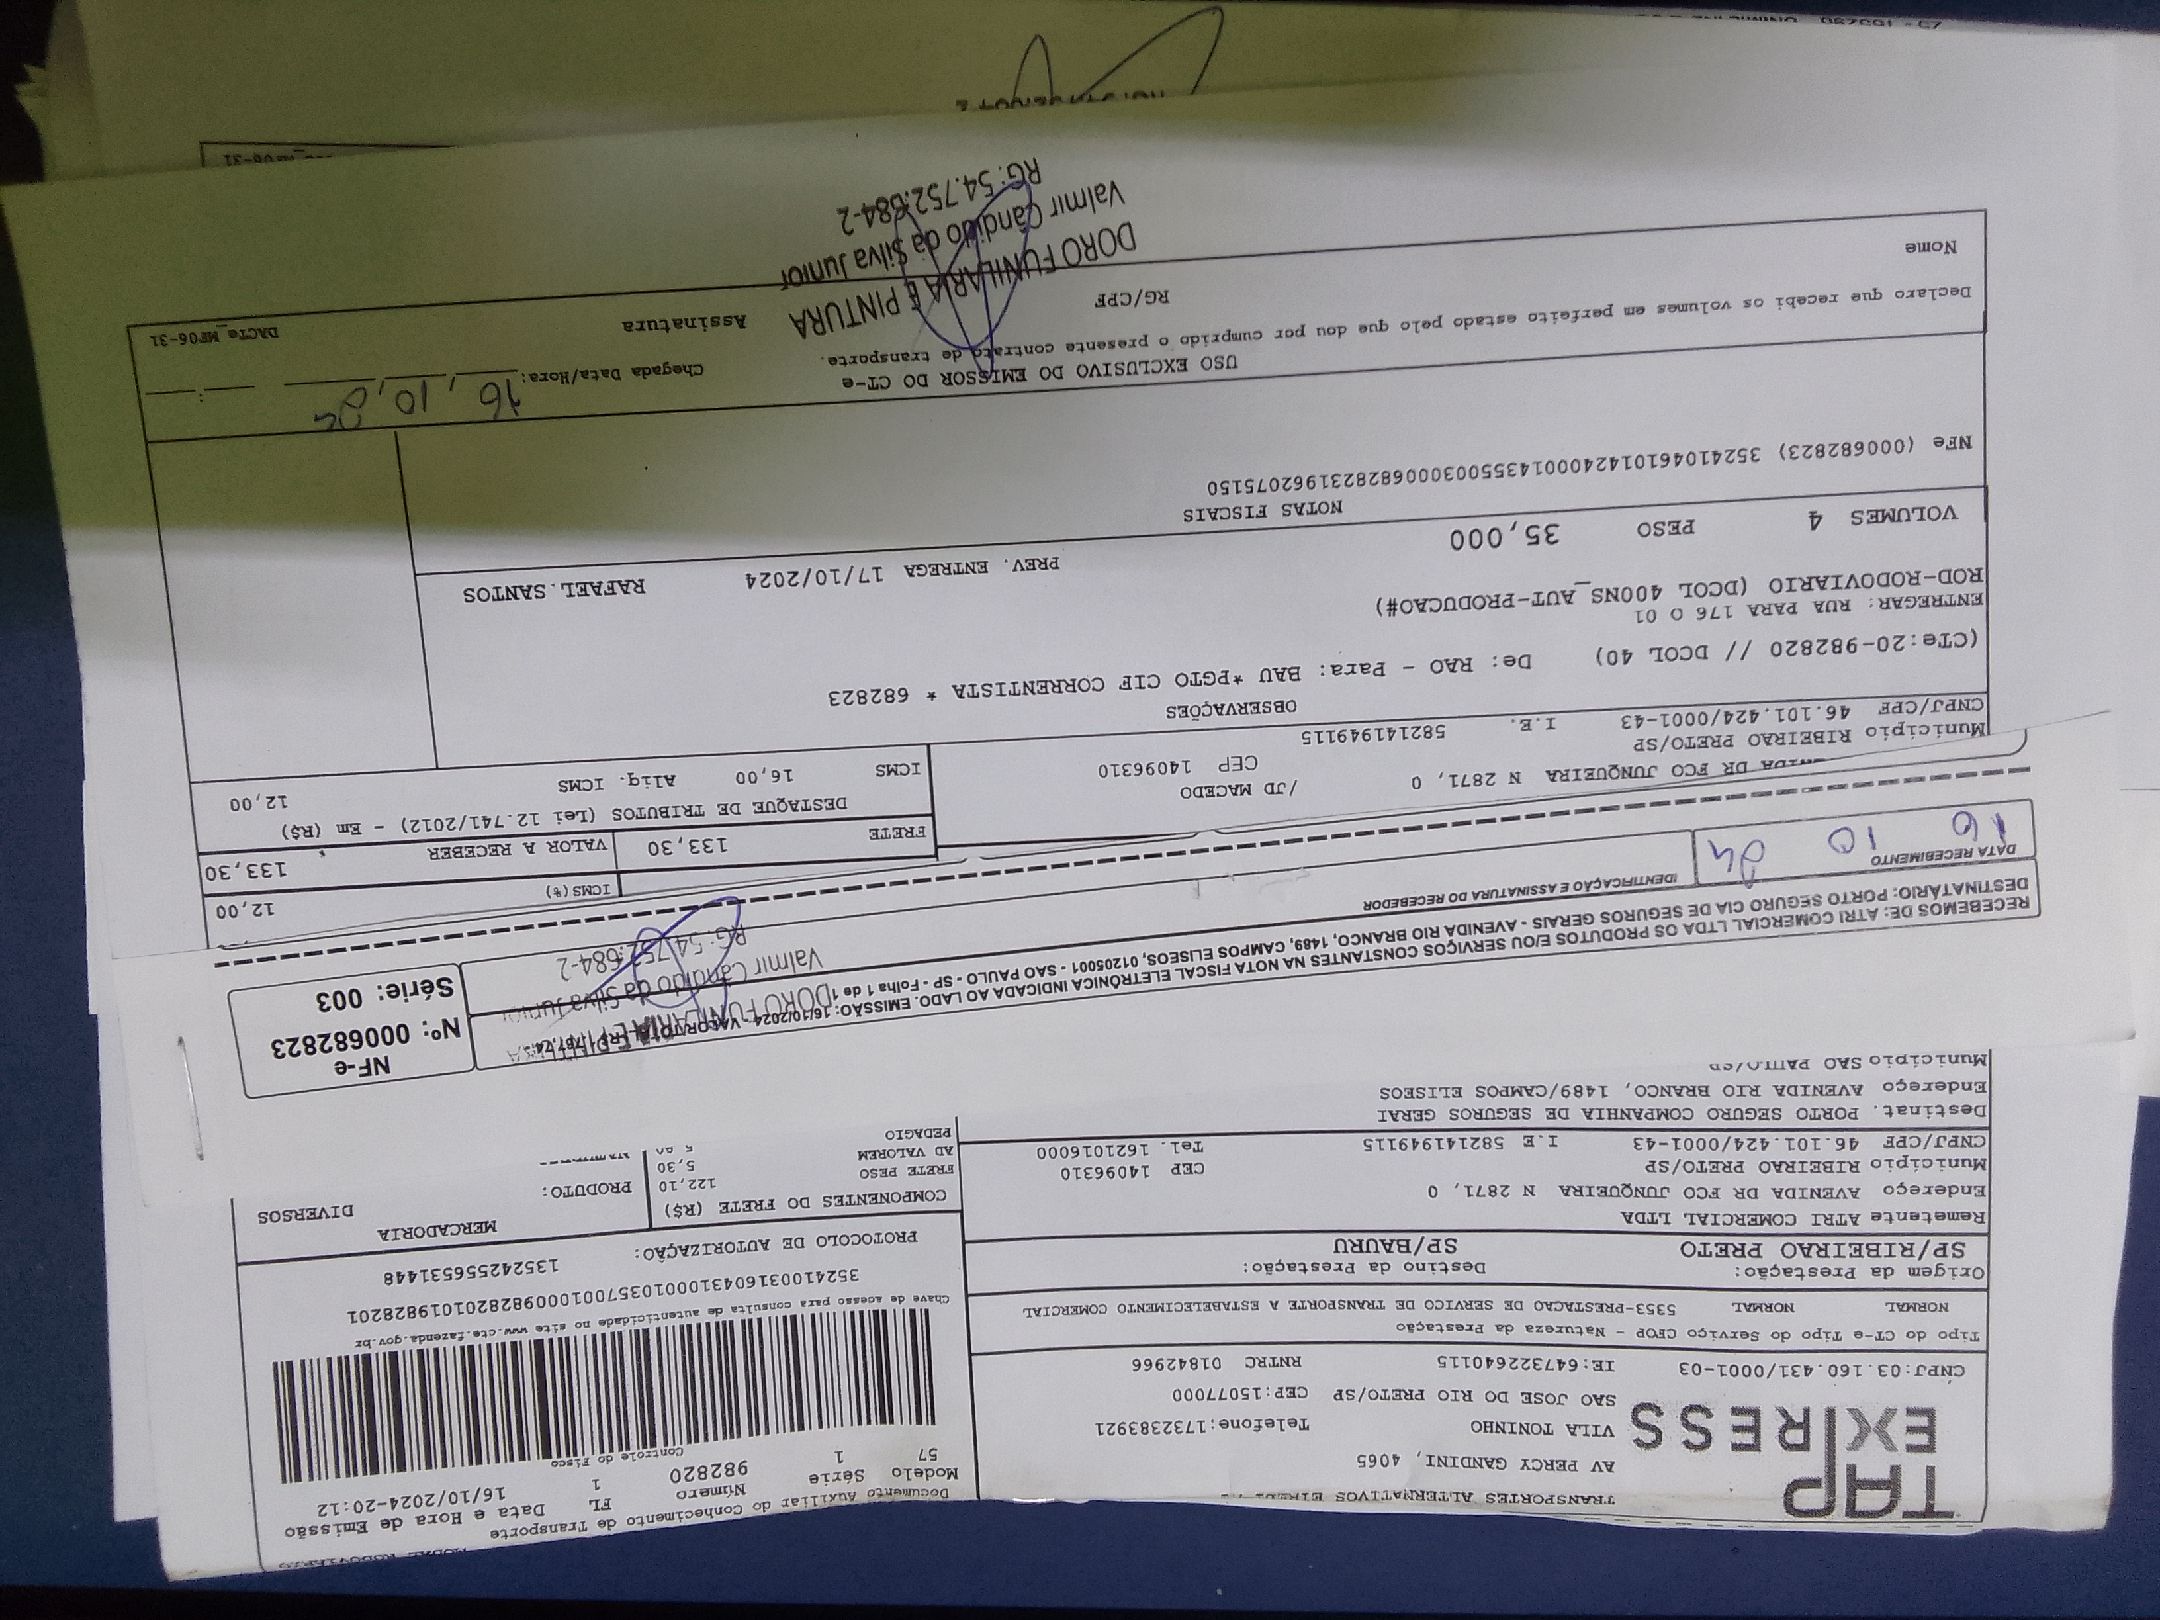 TAP
EXPRESS
TRANSPORTES ALTERNATIVOS
AV PERCY GANDINI, 4065
VILA TONINHO Telefone:1732383921
SAO JOSE DO RIO PRETO/SP CEP:15077000
CNPJ:03.160.431/0001-03 IE:647322640115 RNTRC 01842966
Tipo do CT-e Tipo do Serviço CFOP - Natureza da Prestação
NORMAL NORMAL 5353-PRESTACAO DE SERVICO DE TRANSPORTE A ESTABELECIMENTO COMERCIAL
Origem da Prestação: Destino da Prestação:
SP/RIBEIRAO PRETO SP/BAURU
Remetente ATRI COMERCIAL LTDA
Endereço AVENIDA DR FCO JUNQUEIRA N 2871, 0
Município RIBEIRAO PRETO/SP CEP 14096310
CNPJ/CPF 46.101.424/0001-43 I.E 582141949115 Tel. 1621016000
Destinat. PORTO SEGURO COMPANHIA DE SEGUROS GERAI
Endereço AVENIDA RIO BRANCO, 1489/CAMPOS ELISEOS
Município SAO PAULO/SP
Documento Auxiliar do Conhecimento de Transporte
Modelo Série Número FL Data e Hora de Emissão
57 1 982820 1 16/10/2024-20:12
Controle do Fisco
Chave de acesso para consulta de autenticidade no site www.cte.fazenda.gov.br
35241003160431000103570010009828201019828201
PROTOCOLO DE AUTORIZAÇÃO: 135242556531448
COMPONENTES DO FRETE (R$)
FRETE PESO 122,10
AD VALOREM 5,30
PEDAGIO
MERCADORIA
PRODUTO: DIVERSOS
RECEBEMOS DE: ATRI COMERCIAL LTDA OS PRODUTOS E/OU SERVIÇOS CONSTANTES NA NOTA FISCAL ELETRÔNICA INDICADA AO LADO. EMISSÃO: 16/10/2024 - VALOR TOTAL:
DESTINATÁRIO: PORTO SEGURO CIA DE SEGUROS GERAIS - AVENIDA RIO BRANCO, 1489, CAMPOS ELISEOS, 01205001 - SAO PAULO - SP - Folha 1 de 1
DATA RECEBIMENTO
16 10 24
IDENTIFICAÇÃO E ASSINATURA DO RECEBEDOR
DORO FUNILARIA E PINTURA
Valmir Cândido da Silva Junior
RG: 54.752.684-2
NF-e
Nº: 000682823
Série: 003
ICMS(%) 12,00
FRETE 133,30 VALOR A RECEBER 133,30
DESTAQUE DE TRIBUTOS (Lei 12.741/2012) - Em (R$)
ICMS 16,00 Aliq. ICMS 12,00
DR FCO JUNQUEIRA N 2871, 0 /JD MACEDO
Município RIBEIRAO PRETO/SP CEP 14096310
CNPJ/CPF 46.101.424/0001-43 I.E. 582141949115
OBSERVAÇÕES
(CTe:20-982820 // DCOL 40) De: RAO - Para: BAU *PGTO CIF CORRENTISTA * 682823
ENTREGAR: RUA PARA 176 O 01
ROD-RODOVIARIO (DCOL 400NS_AUT-PRODUCAO#)
VOLUMES 4 PESO 35,000 PREV. ENTREGA 17/10/2024 RAFAEL.SANTOS
NOTAS FISCAIS
NFe (000682823) 35241046101424000143550030006828231962075150
USO EXCLUSIVO DO EMISSOR DO CT-e
Declaro que recebi os volumes em perfeito estado pelo que dou por cumprido o presente contrato de transporte.
Chegada Data/Hora: 16, 10, 24
Nome RG/CPF Assinatura DACTe_MF06-31
DORO FUNILARIA E PINTURA
Valmir Cândido da Silva Junior
RG: 54.752.684-2